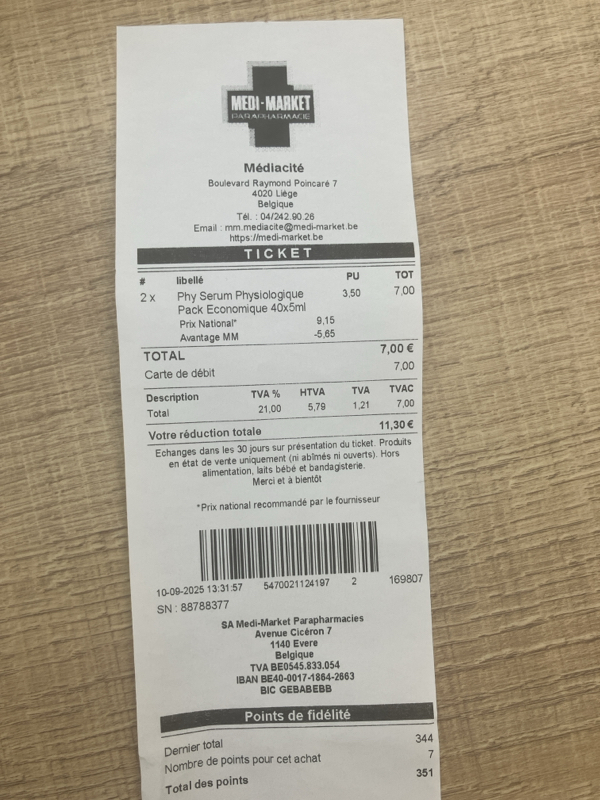 MEDI-MARKET
PARAPHARMACIE
Médiacité
Boulevard Raymond Poincaré 7
4020 Liège
Belgique
Tél. : 04/242.90.26
Email : mm.mediacite@medi-market.be
https://medi-market.be
TICKET
# libellé PU TOT
2 x Phy Serum Physiologique 3,50 7,00
Pack Economique 40x5ml
Prix National* 9,15
Avantage MM -5,65
TOTAL 7,00 €
Carte de débit 7,00
Description TVA % HTVA TVA TVAC
Total 21,00 5,79 1,21 7,00
Votre réduction totale 11,30 €
Echanges dans les 30 jours sur présentation du ticket. Produits
en état de vente uniquement (ni abîmés ni ouverts). Hors
alimentation, laits bébé et bandagisterie.
Merci et à bientôt
*Prix national recommandé par le fournisseur
10-09-2025 13:31:57 5470021124197 2 169807
SN : 88788377
SA Medi-Market Parapharmacies
Avenue Cicéron 7
1140 Evere
Belgique
TVA BE0545.833.054
IBAN BE40-0017-1864-2663
BIC GEBABEBB
Points de fidélité
Dernier total 344
Nombre de points pour cet achat 7
Total des points 351